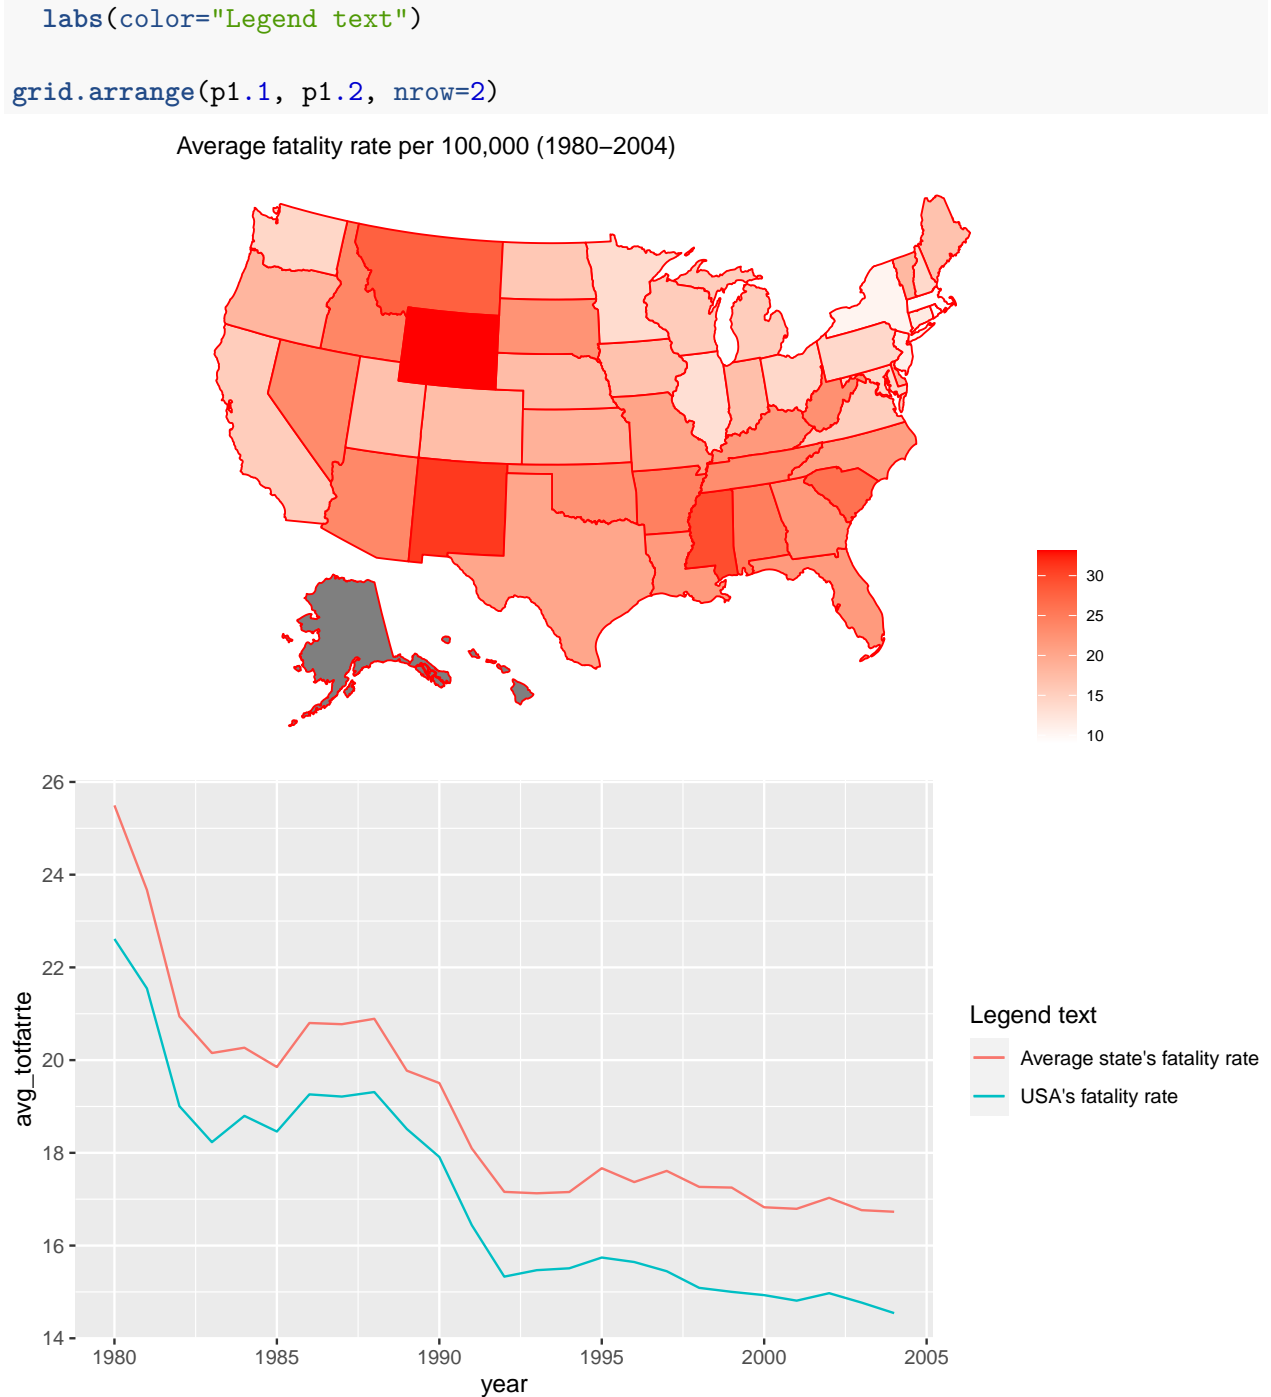 labs(color="Legend text")
grid.arrange(p1.1, p1.2, nrow=2)
Average fatality rate per 100,000 (1980−2004)
30
25
20
15
10
26
24
22
20
18
16
14
avg_totfatrte
1980 1985 1990 1995 2000 2005
year
Legend text
Average state's fatality rate
USA's fatality rate